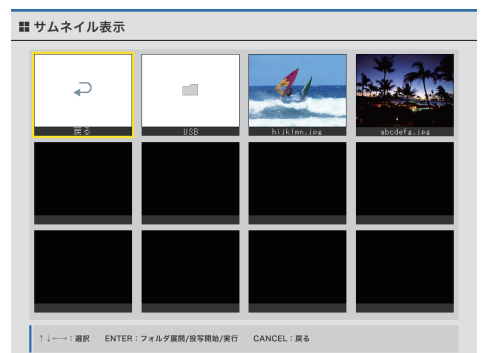 サムネイル表示
戻る
USB
hijklmn.jpg
abcdefg.jpg
↑↓←→：選択 ENTER：フォルダ展開/投写開始/実行 CANCEL：戻る